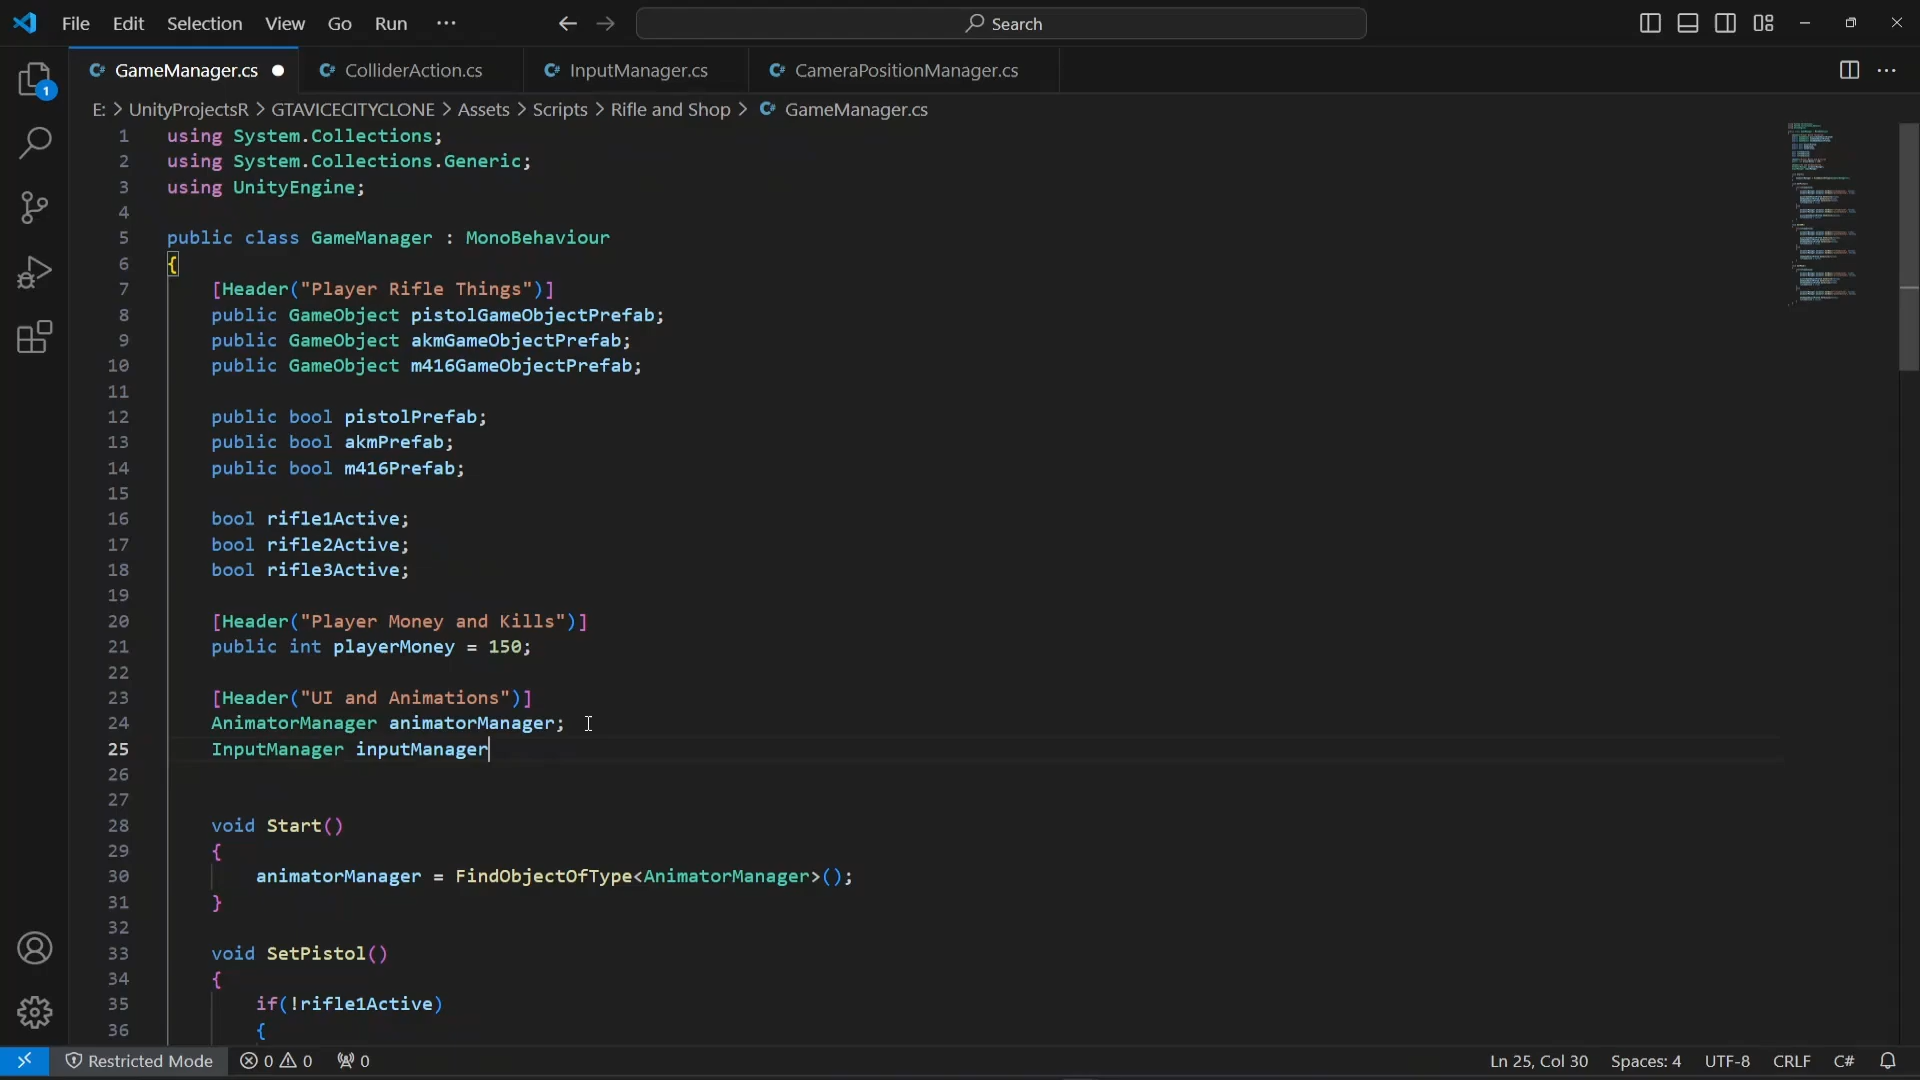 File Edit Selection View Go Run ··· Search
GameManager.cs ColliderAction.cs InputManager.cs CameraPositionManager.cs
E: > UnityProjectsR > GTAVICECITYCLONE > Assets > Scripts > Rifle and Shop > GameManager.cs
1 using System.Collections;
2 using System.Collections.Generic;
3 using UnityEngine;
4
5 public class GameManager : MonoBehaviour
6 {
7 [Header("Player Rifle Things")]
8 public GameObject pistolGameObjectPrefab;
9 public GameObject akmGameObjectPrefab;
10 public GameObject m416GameObjectPrefab;
11
12 public bool pistolPrefab;
13 public bool akmPrefab;
14 public bool m416Prefab;
15
16 bool rifle1Active;
17 bool rifle2Active;
18 bool rifle3Active;
19
20 [Header("Player Money and Kills")]
21 public int playerMoney = 150;
22
23 [Header("UI and Animations")]
24 AnimatorManager animatorManager;
25 InputManager inputManager
26
27
28 void Start()
29 {
30 animatorManager = FindObjectOfType<AnimatorManager>();
31 }
32
33 void SetPistol()
34 {
35 if(!rifle1Active)
36 {
1
Restricted Mode 0 0 0 Ln 25, Col 30 Spaces: 4 UTF-8 CRLF C#